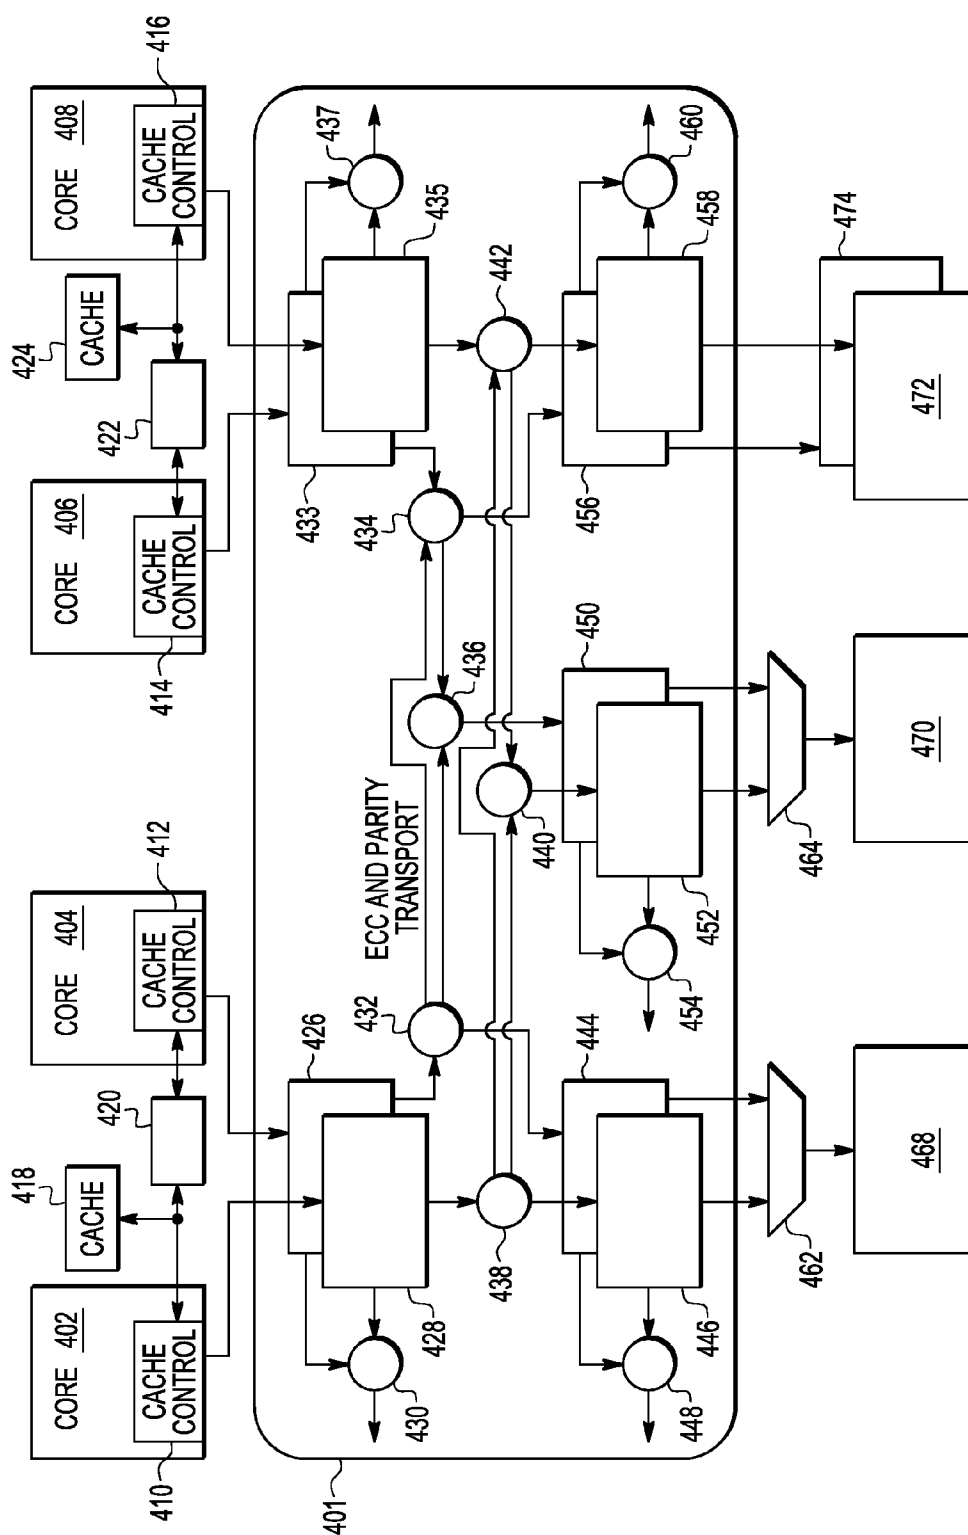 410
CORE 402
CACHE
CONTROL
418
CACHE
420
CORE 404
CACHE
CONTROL
412
414
CORE 406
CACHE
CONTROL
422
424
CACHE
CORE 408
CACHE
CONTROL
416
401
430
428
426
432
ECC AND PARITY
TRANSPORT
436
434
433
435
437
438
440
442
448
446
444
454
452
450
456
458
460
462
464
474
468
470
472